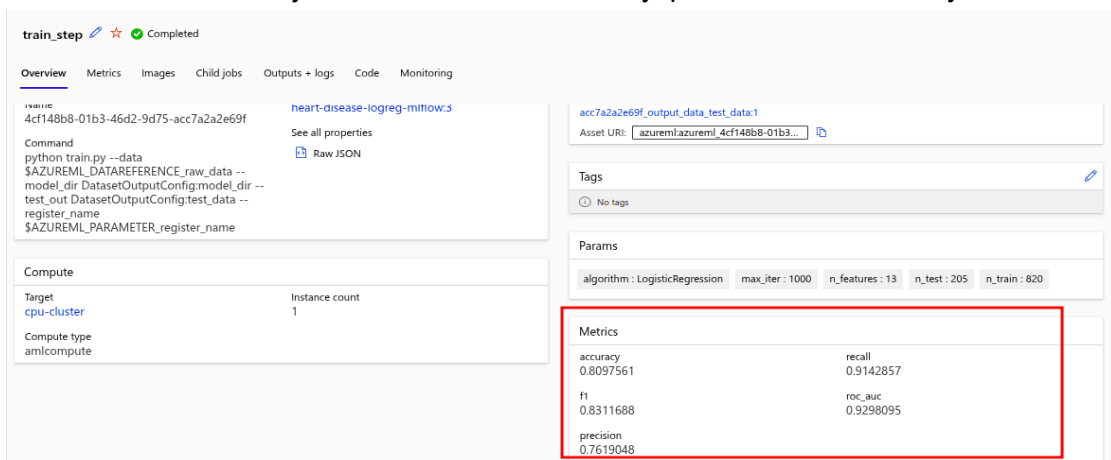 train_step Completed
Overview Metrics Images Child jobs Outputs + logs Code Monitoring
Name
4cf148b8-01b3-46d2-9d75-acc7a2a2e69f
Command
python train.py --data
$AZUREML_DATAREFERENCE_raw_data --
model_dir DatasetOutputConfig:model_dir --
test_out DatasetOutputConfig:test_data --
register_name
$AZUREML_PARAMETER_register_name
heart-disease-logreg-mlflow:3
See all properties
Raw JSON
Compute
Target
cpu-cluster
Instance count
1
Compute type
amlcompute
acc7a2a2e69f_output_data_test_data:1
Asset URI: azureml:azureml_4cf148b8-01b3...
Tags
No tags
Params
algorithm : LogisticRegression max_iter : 1000 n_features : 13 n_test : 205 n_train : 820
Metrics
accuracy
0.8097561
recall
0.9142857
f1
0.8311688
roc_auc
0.9298095
precision
0.7619048